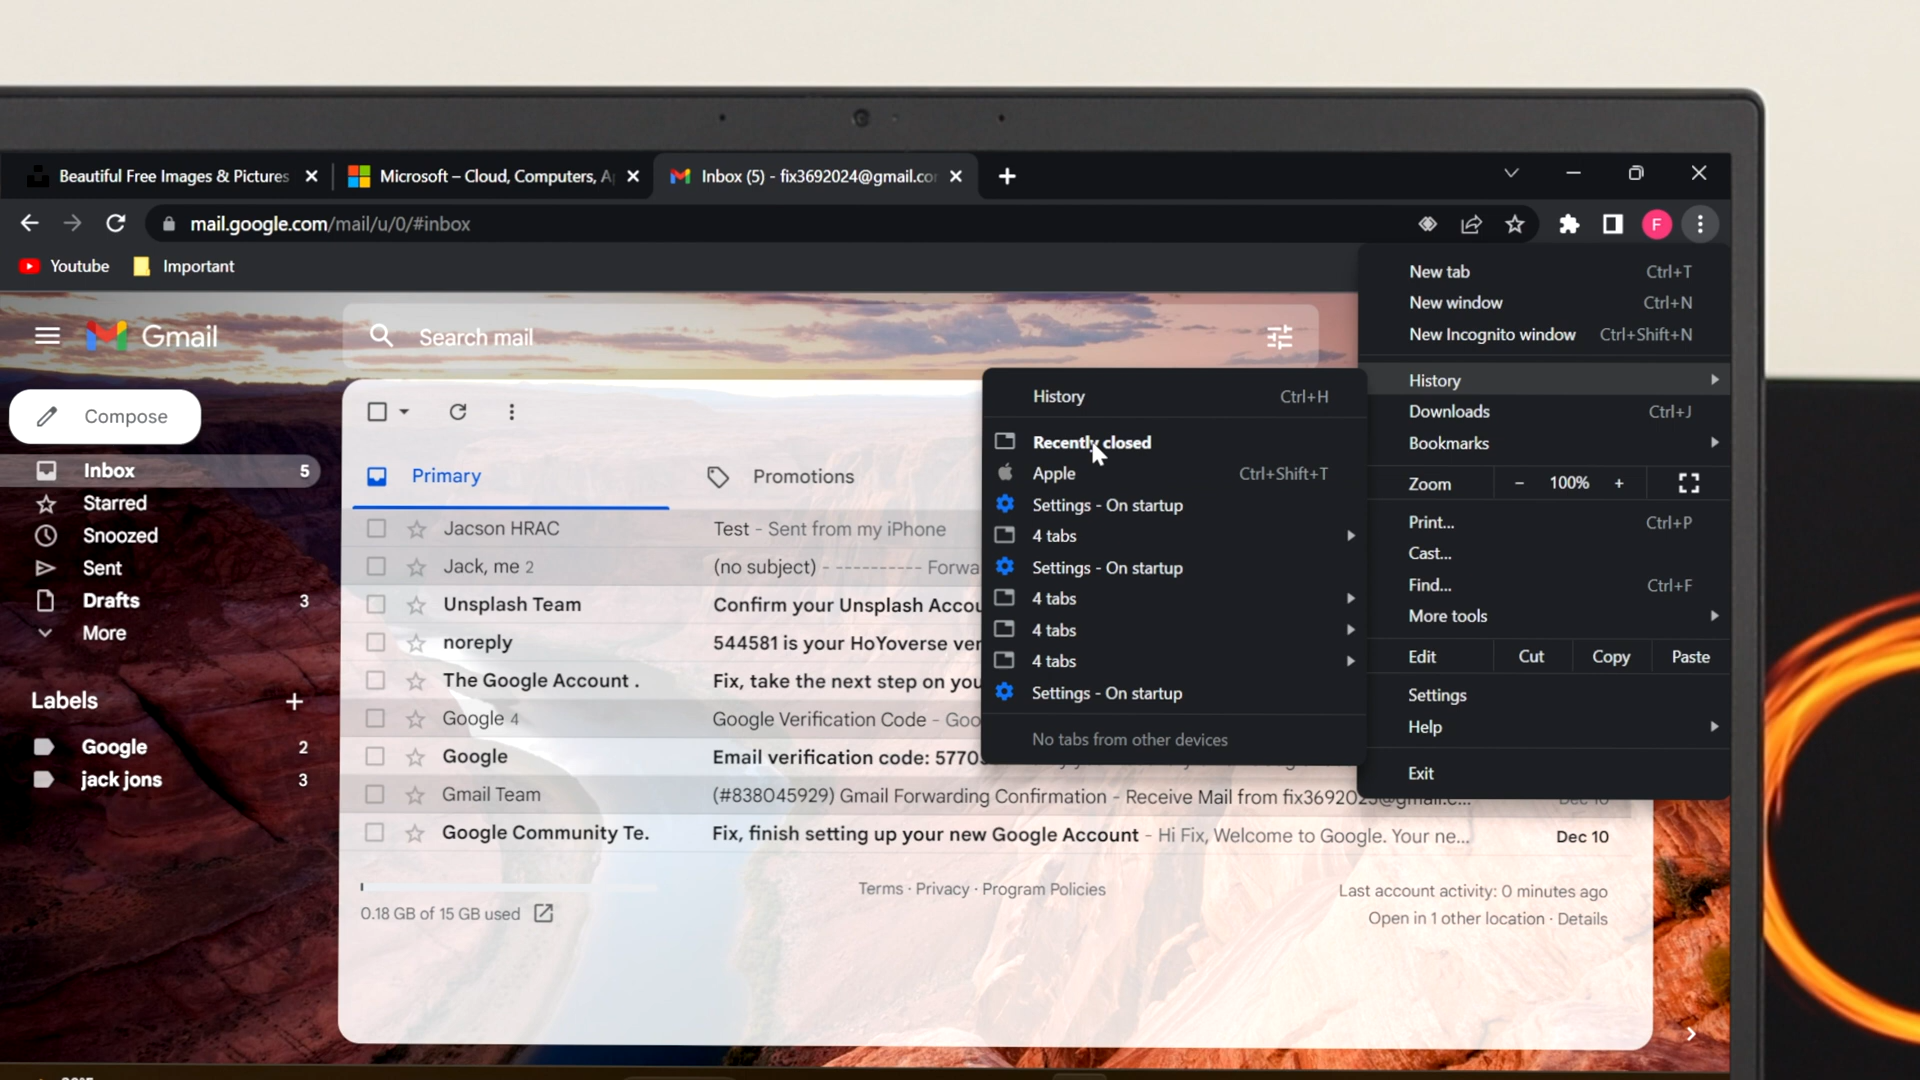 Beautiful Free Images & Pictures
Microsoft – Cloud, Computers, A
Inbox (5) - fix3692024@gmail.co
mail.google.com/mail/u/0/#inbox
F
Youtube
Important
Gmail
Search mail
Compose
Inbox 5
Starred
Snoozed
Sent
Drafts 3
More
Labels
Google 2
jack jons 3
Primary
Promotions
Jacson HRAC Test - Sent from my iPhone
Jack, me 2 (no subject) - ---------- Forwa
Unsplash Team Confirm your Unsplash Accou
noreply 544581 is your HoYoverse ver
The Google Account . Fix, take the next step on you
Google 4 Google Verification Code - Goo
Google Email verification code: 5770
Gmail Team (#838045929) Gmail Forwarding Confirmation - Receive Mail from fix369202
Google Community Te. Fix, finish setting up your new Google Account - Hi Fix, Welcome to Google. Your ne... Dec 10
0.18 GB of 15 GB used
Terms · Privacy · Program Policies
Last account activity: 0 minutes ago
Open in 1 other location · Details
History Ctrl+H
Recently closed
Apple Ctrl+Shift+T
Settings - On startup
4 tabs
Settings - On startup
4 tabs
4 tabs
4 tabs
Settings - On startup
No tabs from other devices
New tab Ctrl+T
New window Ctrl+N
New Incognito window Ctrl+Shift+N
History
Downloads Ctrl+J
Bookmarks
Zoom − 100% +
Print... Ctrl+P
Cast...
Find... Ctrl+F
More tools
Edit Cut Copy Paste
Settings
Help
Exit